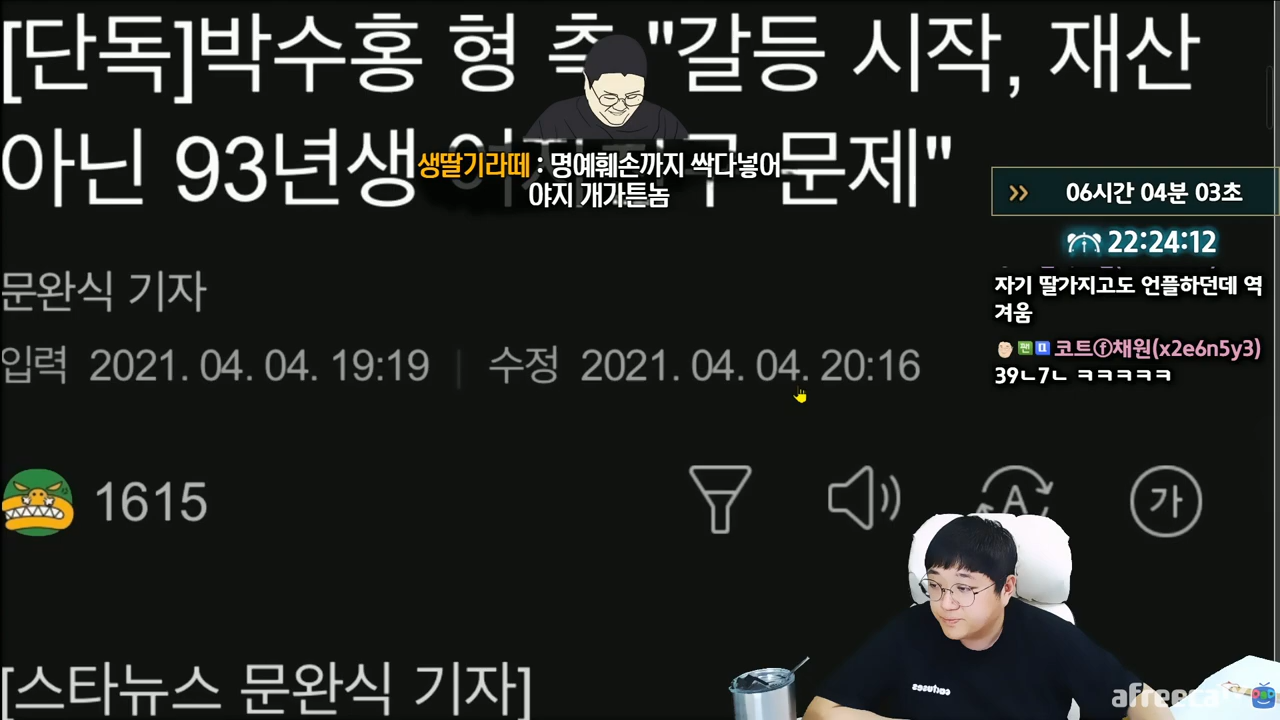 [단독]박수홍 형 측 "갈등 시작, 재산
아닌 93년생 문제"
생딸기라떼 : 명예훼손까지 싹다넣어
야지 개가튼놈
06시간 04분 03초
22:24:12
자기 딸가지고도 언플하던데 역
겨움
팬 코트ⓕ채원(x2e6n5y3)
39ㄴ7ㄴ ㅋㅋㅋㅋㅋ
문완식 기자
입력 2021. 04. 04. 19:19 | 수정 2021. 04. 04. 20:16
1615
A
가
[스타뉴스 문완식 기자]
afreeca